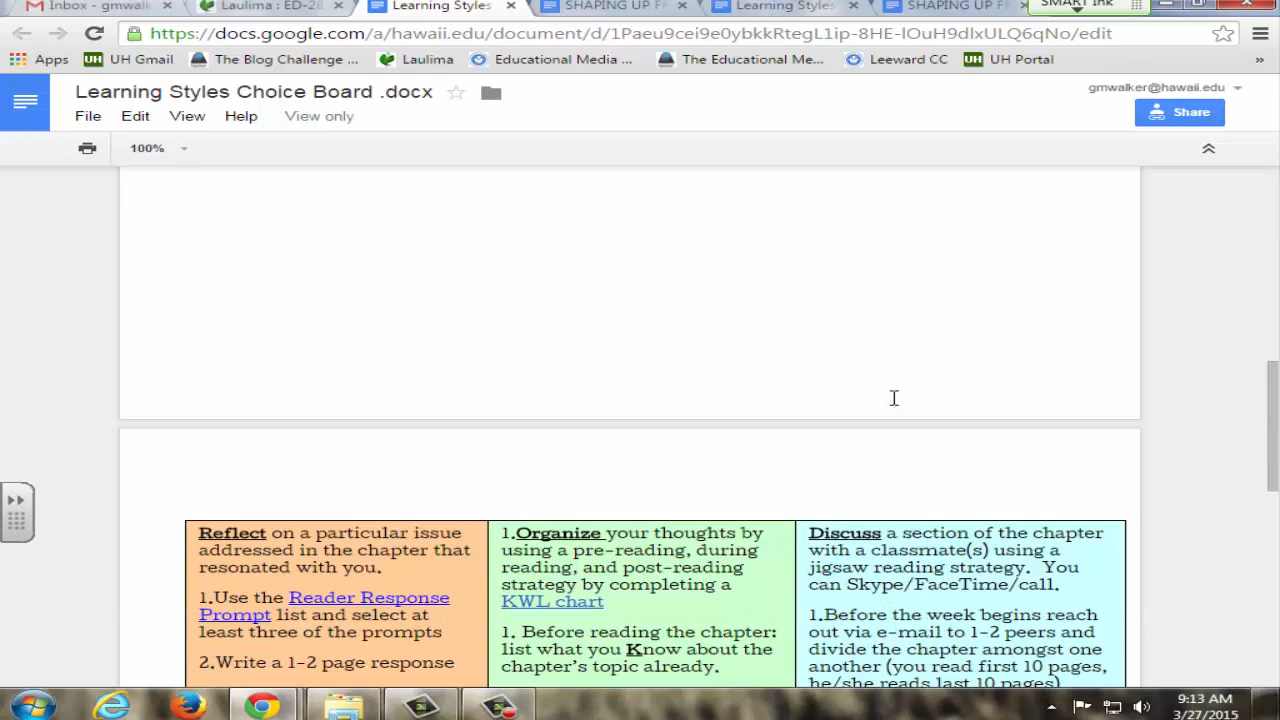 Inbox - gmwalk Laulima : ED-28 Learning Styles SHAPING UP FF Learning Styles SHAPING UP FF SMART Ink
https://docs.google.com/a/hawaii.edu/document/d/1Paeu9cei9e0ybkkRtegL1ip-8HE-lOuH9dlxULQ6qNo/edit
Apps UH Gmail The Blog Challenge ... Laulima Educational Media ... The Educational Me... Leeward CC UH Portal »
Learning Styles Choice Board .docx
gmwalker@hawaii.edu
File Edit View Help View only
Share
100%
Reflect on a particular issue
addressed in the chapter that
resonated with you.
1.Use the Reader Response
Prompt list and select at
least three of the prompts
2.Write a 1-2 page response
1.Organize your thoughts by
using a pre-reading, during
reading, and post-reading
strategy by completing a
KWL chart
1. Before reading the chapter:
list what you Know about the
chapter's topic already.
Discuss a section of the chapter
with a classmate(s) using a
jigsaw reading strategy. You
can Skype/FaceTime/call.
1.Before the week begins reach
out via e-mail to 1-2 peers and
divide the chapter amongst one
another (you read first 10 pages,
he/she reads last 10 pages)
9:13 AM
3/27/2015